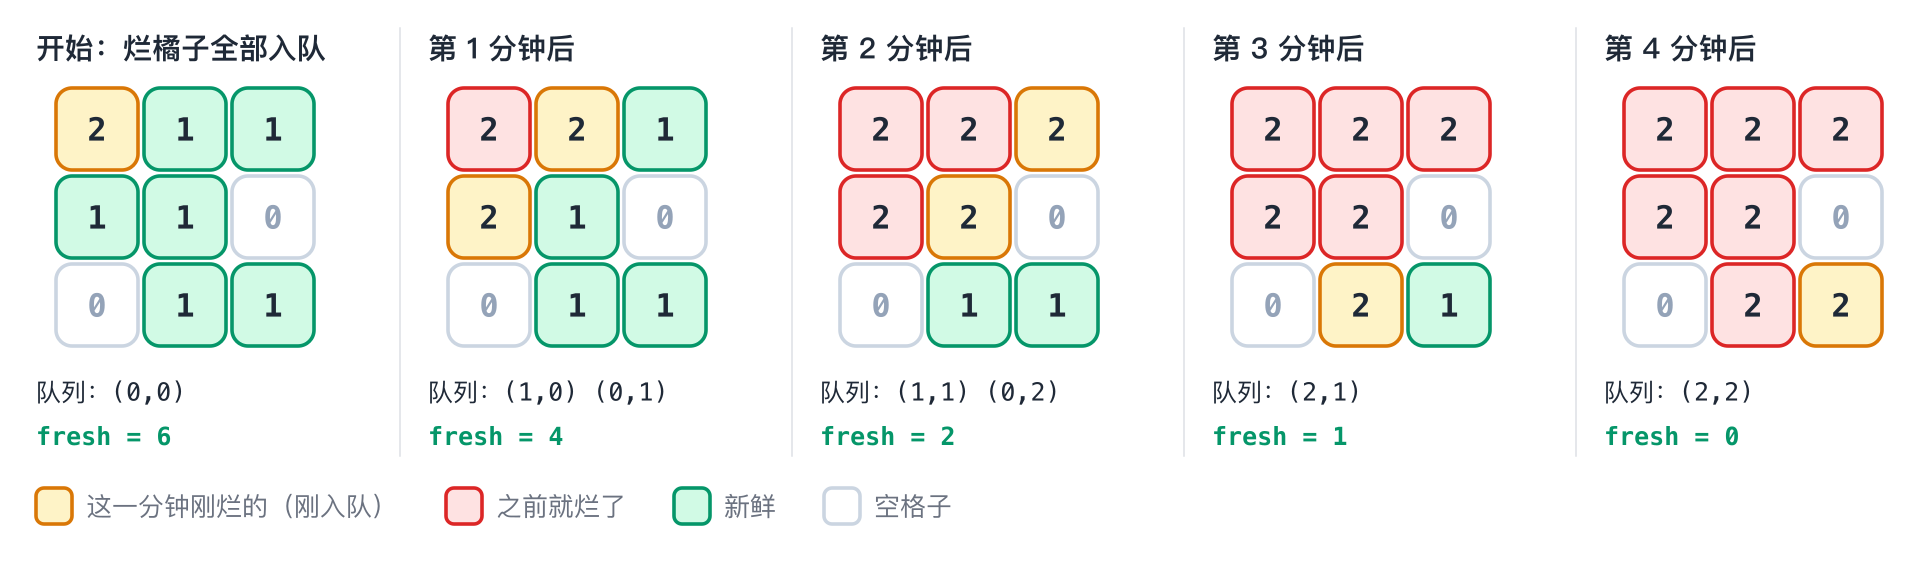 开始：烂橘子全部入队
2 1 1
1 1 0
0 1 1
队列：(0,0)
fresh = 6
第 1 分钟后
2 2 1
2 1 0
0 1 1
队列：(1,0) (0,1)
fresh = 4
第 2 分钟后
2 2 2
2 2 0
0 1 1
队列：(1,1) (0,2)
fresh = 2
第 3 分钟后
2 2 2
2 2 0
0 2 1
队列：(2,1)
fresh = 1
第 4 分钟后
2 2 2
2 2 0
0 2 2
队列：(2,2)
fresh = 0
这一分钟刚烂的（刚入队）
之前就烂了
新鲜
空格子